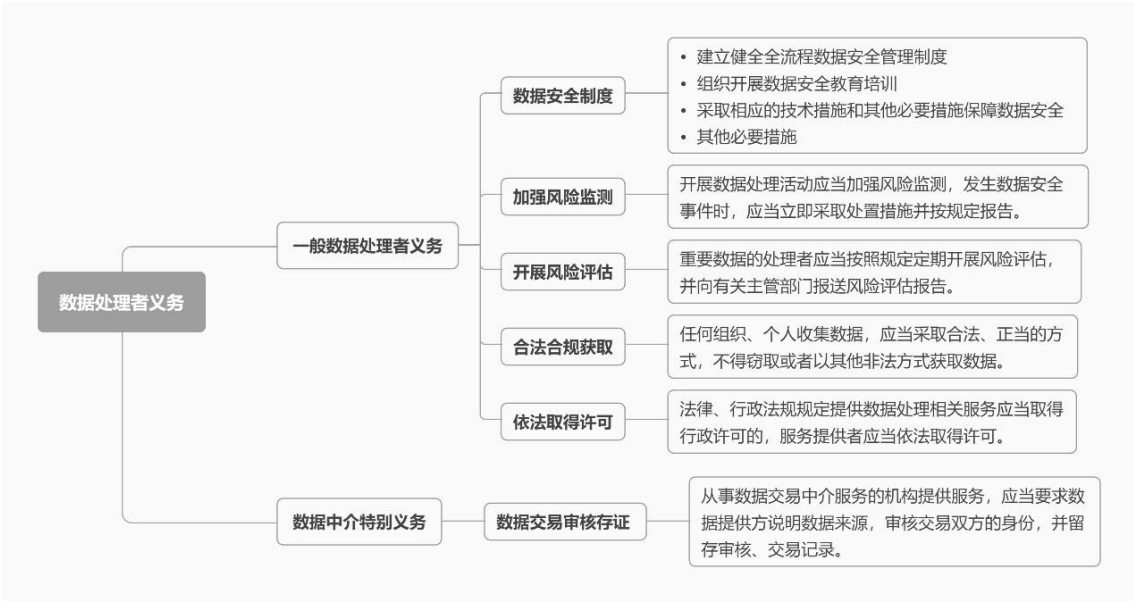 数据处理者义务
一般数据处理者义务
数据安全制度
• 建立健全全流程数据安全管理制度
• 组织开展数据安全教育培训
• 采取相应的技术措施和其他必要措施保障数据安全
• 其他必要措施
加强风险监测
开展数据处理活动应当加强风险监测，发生数据安全
事件时，应当立即采取处置措施并按规定报告。
开展风险评估
重要数据的处理者应当按照规定定期开展风险评估，
并向有关主管部门报送风险评估报告。
合法合规获取
任何组织、个人收集数据，应当采取合法、正当的方
式，不得窃取或者以其他非法方式获取数据。
依法取得许可
法律、行政法规规定提供数据处理相关服务应当取得
行政许可的，服务提供者应当依法取得许可。
数据中介特别义务
数据交易审核存证
从事数据交易中介服务的机构提供服务，应当要求数
据提供方说明数据来源，审核交易双方的身份，并留
存审核、交易记录。